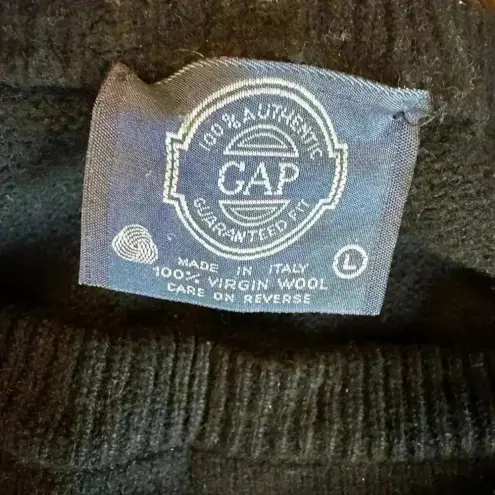 100% AUTHENTIC
GAP
GUARANTEED FIT
L
MADE IN ITALY
100% VIRGIN WOOL
CARE ON REVERSE